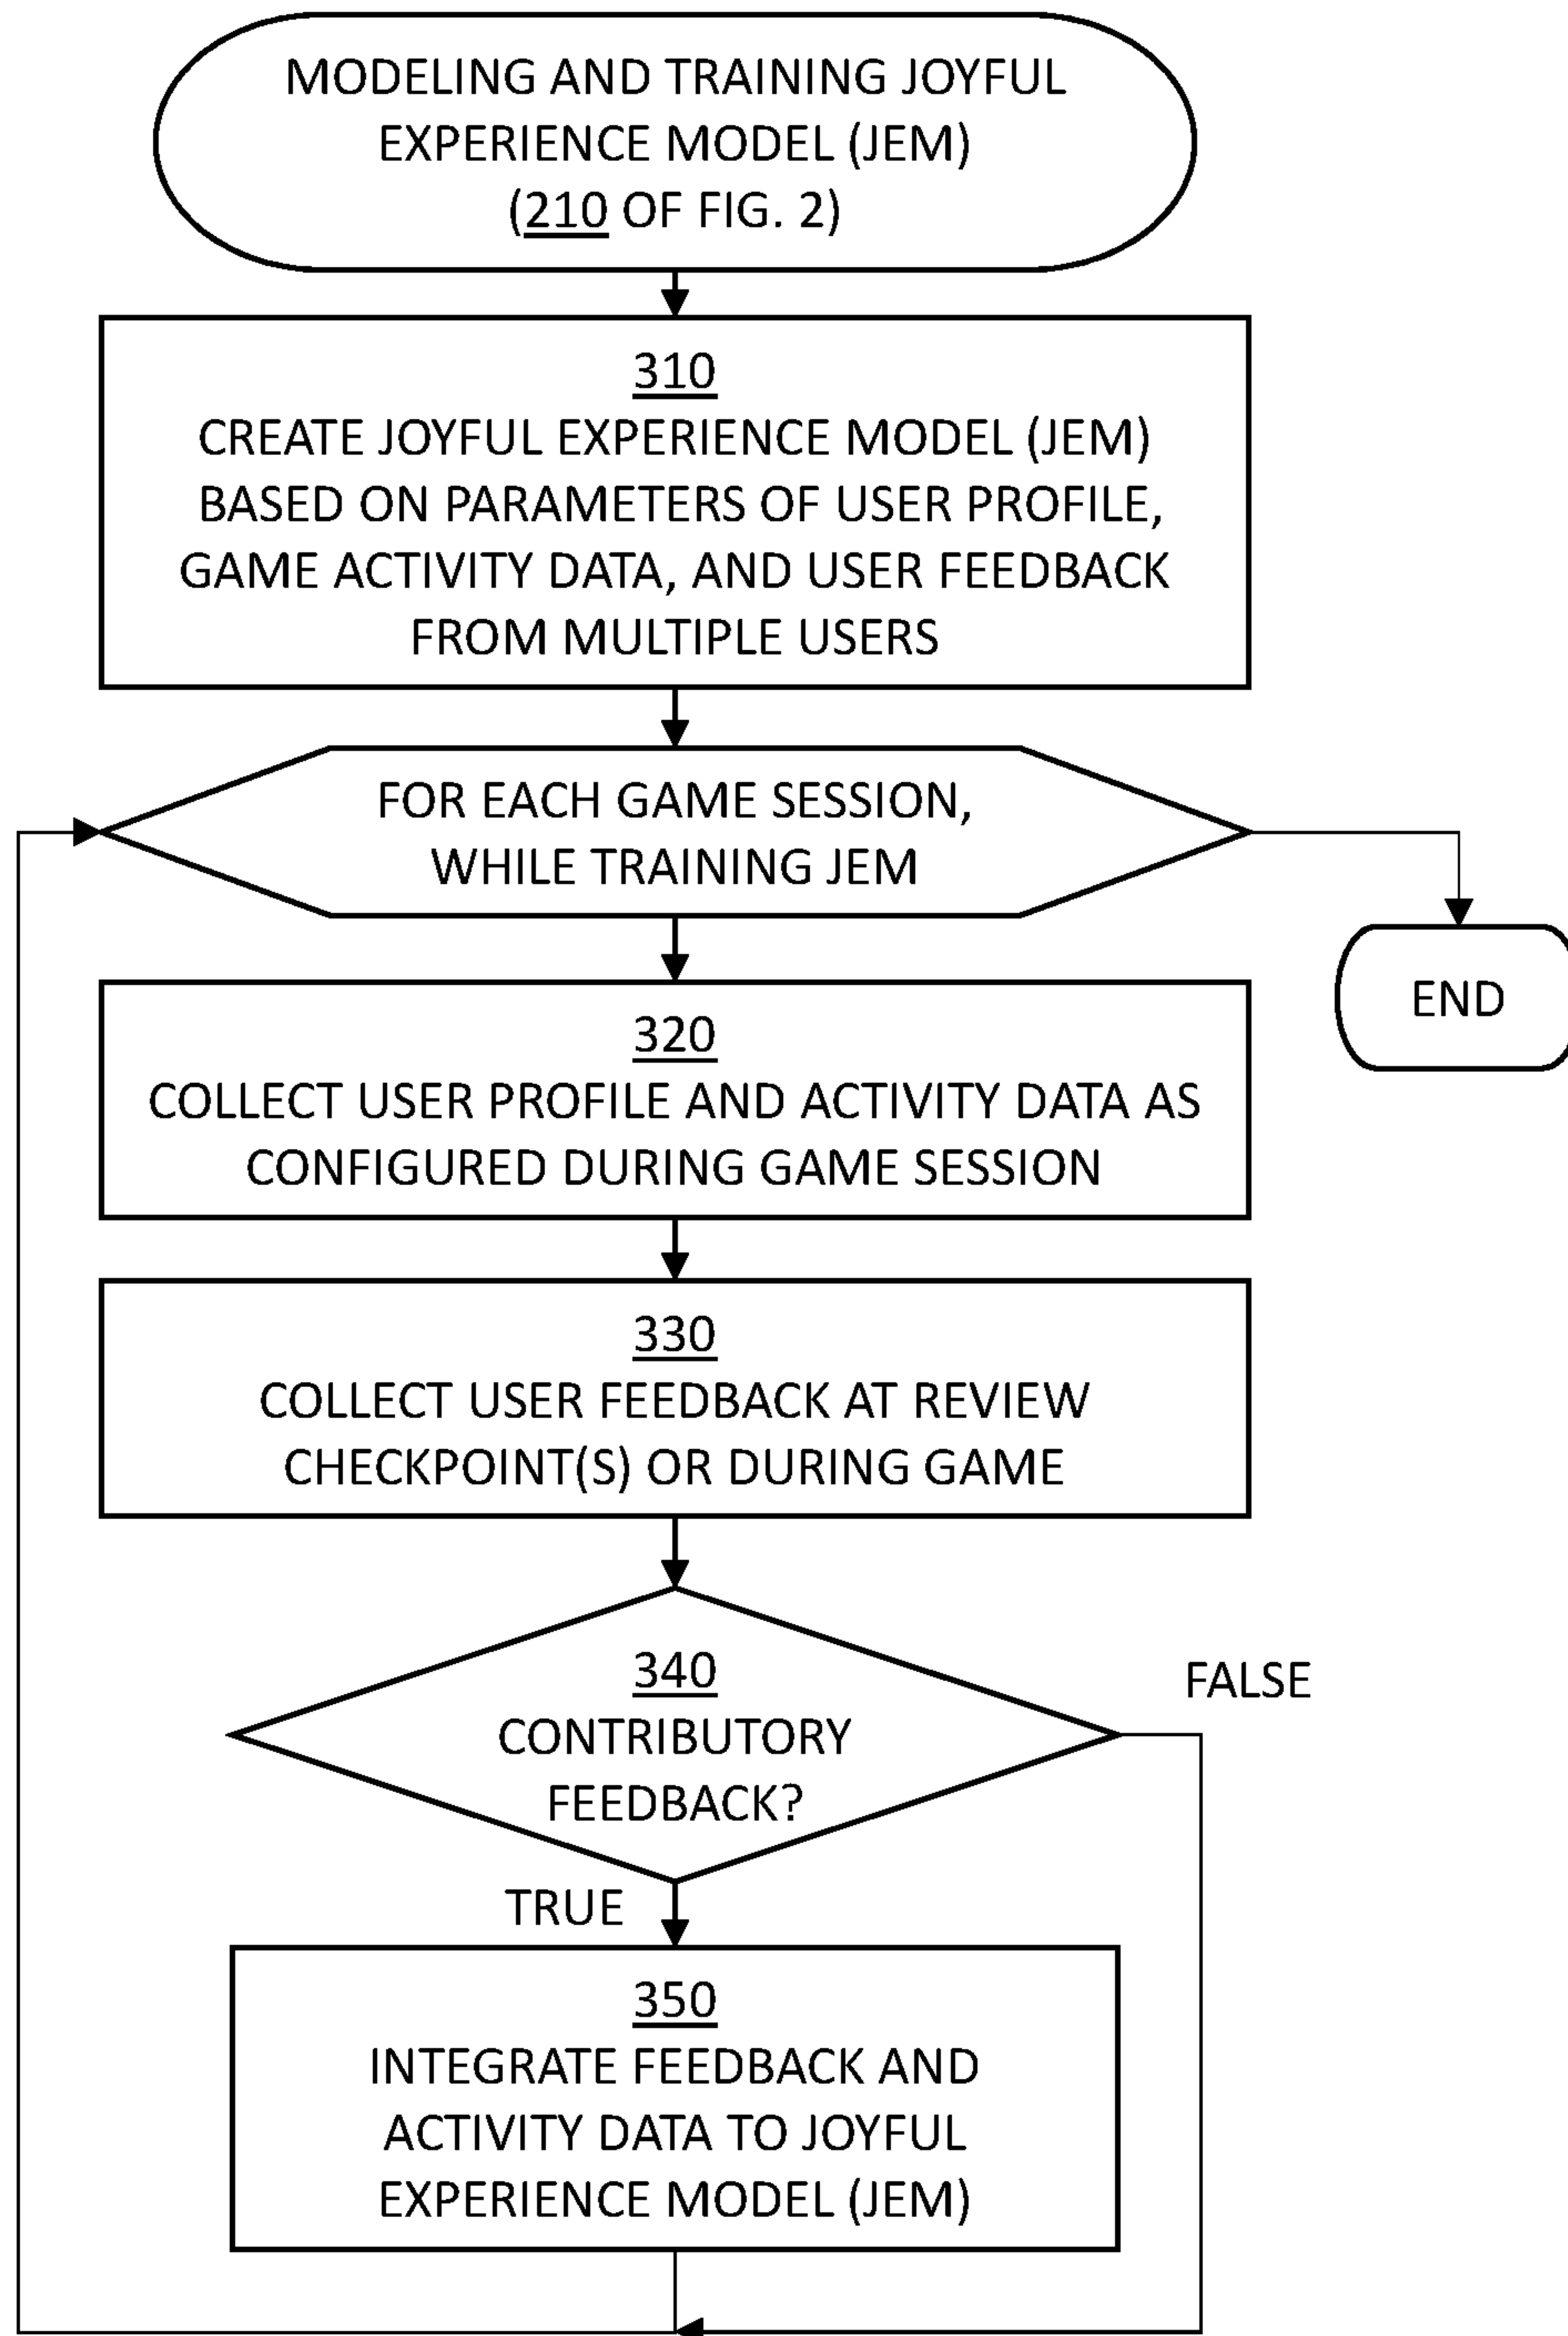 MODELING AND TRAINING JOYFUL
EXPERIENCE MODEL (JEM)
(210 OF FIG. 2)
310
CREATE JOYFUL EXPERIENCE MODEL (JEM)
BASED ON PARAMETERS OF USER PROFILE,
GAME ACTIVITY DATA, AND USER FEEDBACK
FROM MULTIPLE USERS
FOR EACH GAME SESSION,
WHILE TRAINING JEM
END
320
COLLECT USER PROFILE AND ACTIVITY DATA AS
CONFIGURED DURING GAME SESSION
330
COLLECT USER FEEDBACK AT REVIEW
CHECKPOINT(S) OR DURING GAME
340
CONTRIBUTORY
FEEDBACK?
FALSE
TRUE
350
INTEGRATE FEEDBACK AND
ACTIVITY DATA TO JOYFUL
EXPERIENCE MODEL (JEM)